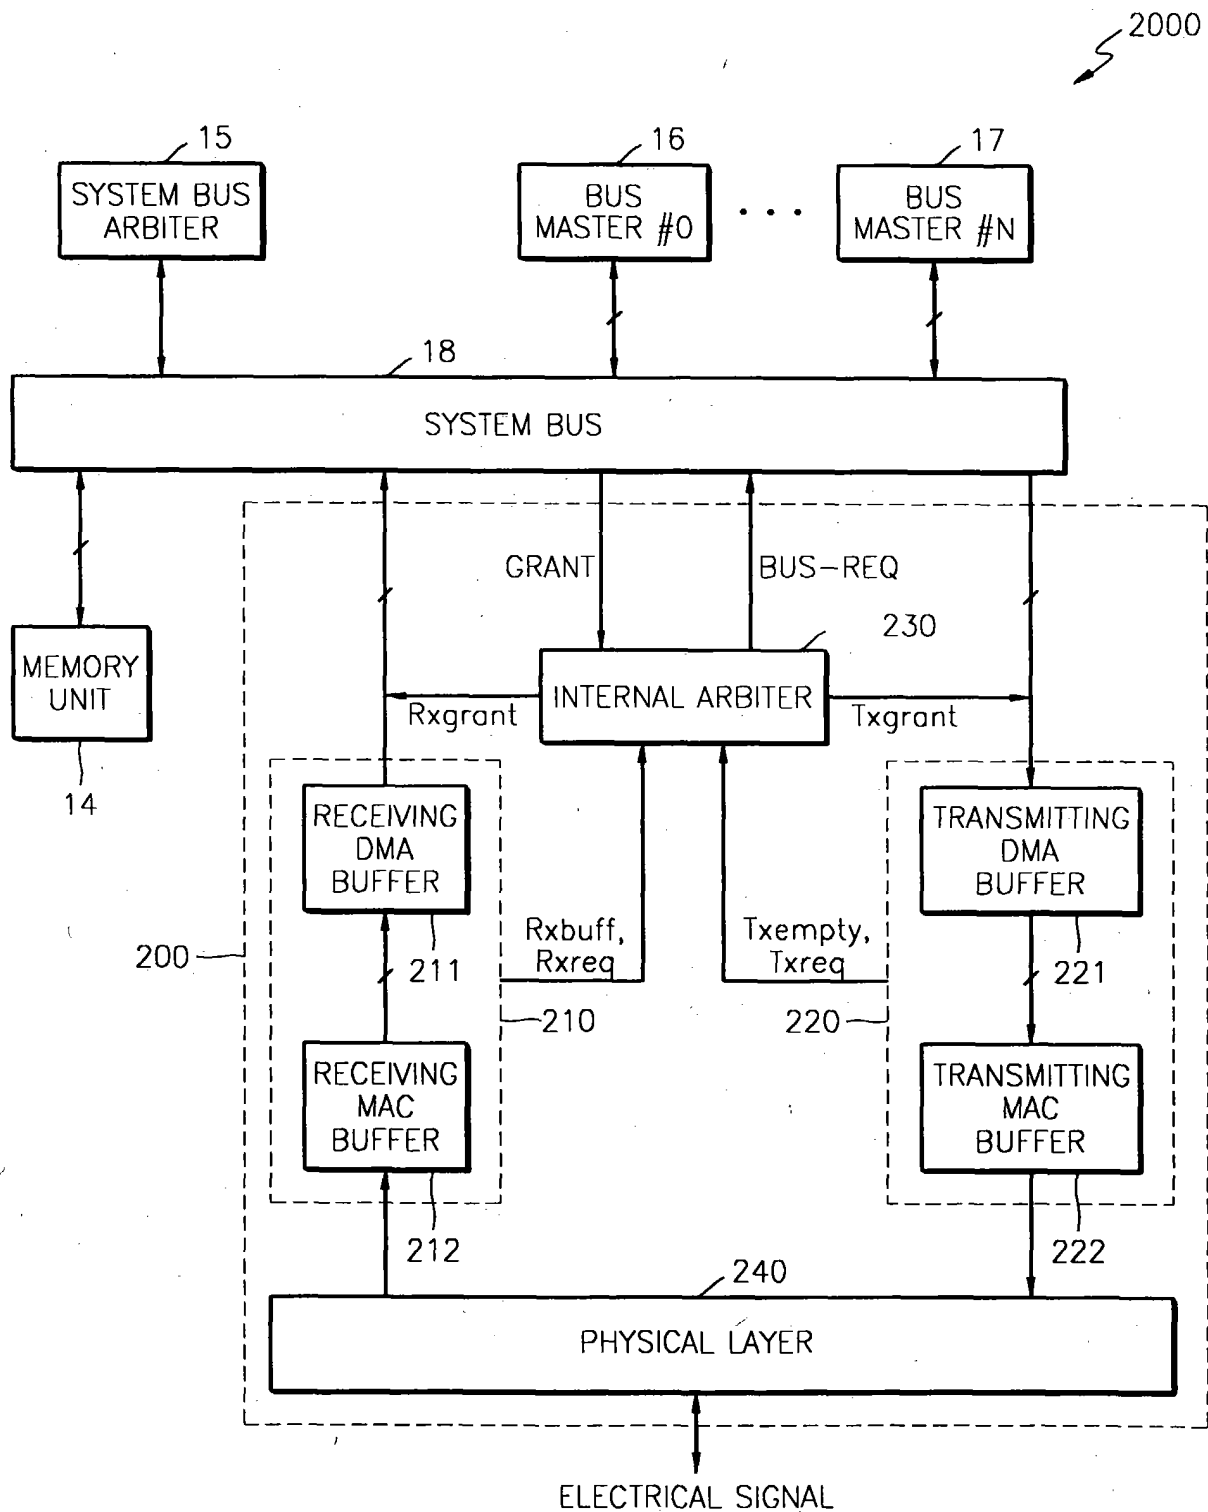 2000
15
16
17
SYSTEM BUS
ARBITER
BUS
MASTER #0
. . .
BUS
MASTER #N
18
SYSTEM BUS
GRANT
BUS-REQ
230
MEMORY
UNIT
14
INTERNAL ARBITER
Rxgrant
Txgrant
RECEIVING
DMA
BUFFER
TRANSMITTING
DMA
BUFFER
200
211
Rxbuff,
Rxreq
Txempty,
Txreq
221
210
220
RECEIVING
MAC
BUFFER
TRANSMITTING
MAC
BUFFER
212
222
240
PHYSICAL LAYER
ELECTRICAL SIGNAL